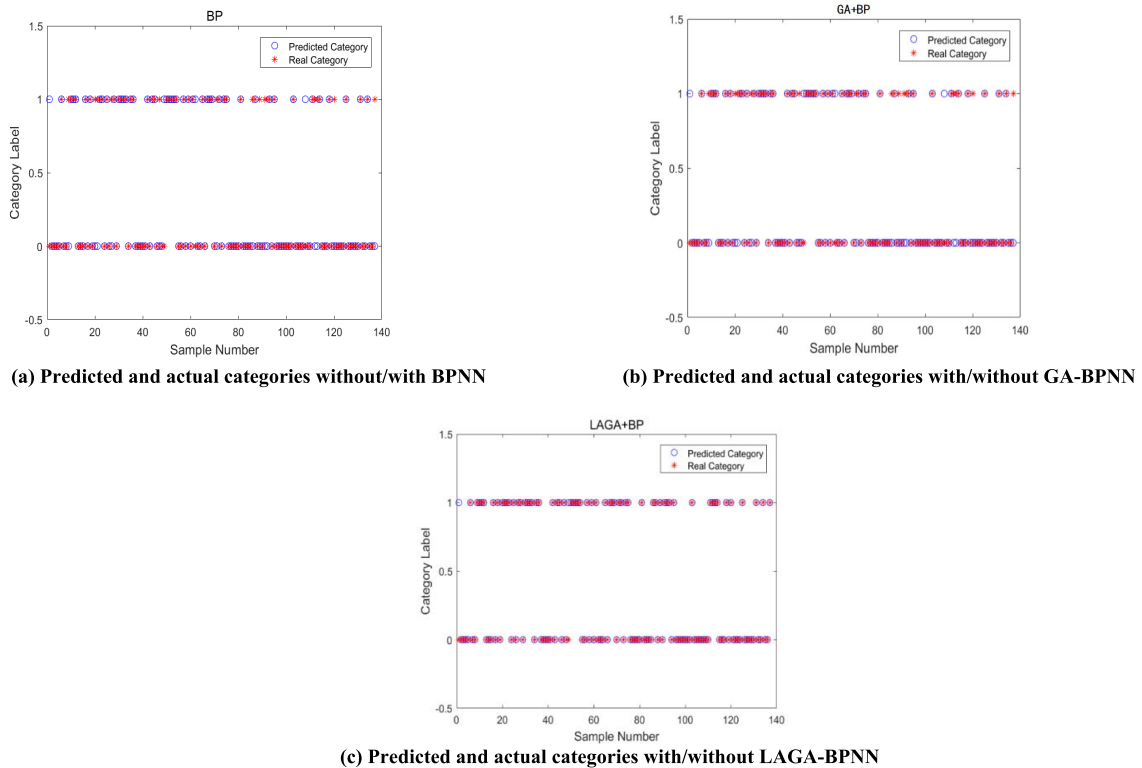 BP
1.5
Predicted Category
Real Category
1
Category Label
0.5
0
-0.5
0 20 40 60 80 100 120 140
Sample Number
(a) Predicted and actual categories without/with BPNN
GA+BP
1.5
Predicted Category
Real Category
1
Category Label
0.5
0
-0.5
0 20 40 60 80 100 120 140
Sample Number
(b) Predicted and actual categories with/without GA-BPNN
LAGA+BP
1.5
Predicted Category
Real Category
1
Category Label
0.5
0
-0.5
0 20 40 60 80 100 120 140
Sample Number
(c) Predicted and actual categories with/without LAGA-BPNN